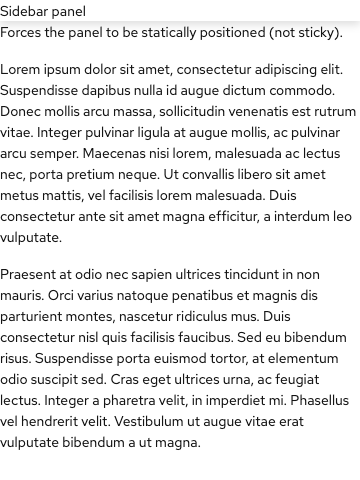 Sidebar panel
Forces the panel to be statically positioned (not sticky).
Lorem ipsum dolor sit amet, consectetur adipiscing elit.
Suspendisse dapibus nulla id augue dictum commodo.
Donec mollis arcu massa, sollicitudin venenatis est rutrum
vitae. Integer pulvinar ligula at augue mollis, ac pulvinar
arcu semper. Maecenas nisi lorem, malesuada ac lectus
nec, porta pretium neque. Ut convallis libero sit amet
metus mattis, vel facilisis lorem malesuada. Duis
consectetur ante sit amet magna efficitur, a interdum leo
vulputate.
Praesent at odio nec sapien ultrices tincidunt in non
mauris. Orci varius natoque penatibus et magnis dis
parturient montes, nascetur ridiculus mus. Duis
consectetur nisl quis facilisis faucibus. Sed eu bibendum
risus. Suspendisse porta euismod tortor, at elementum
odio suscipit sed. Cras eget ultrices urna, ac feugiat
lectus. Integer a pharetra velit, in imperdiet mi. Phasellus
vel hendrerit velit. Vestibulum ut augue vitae erat
vulputate bibendum a ut magna.